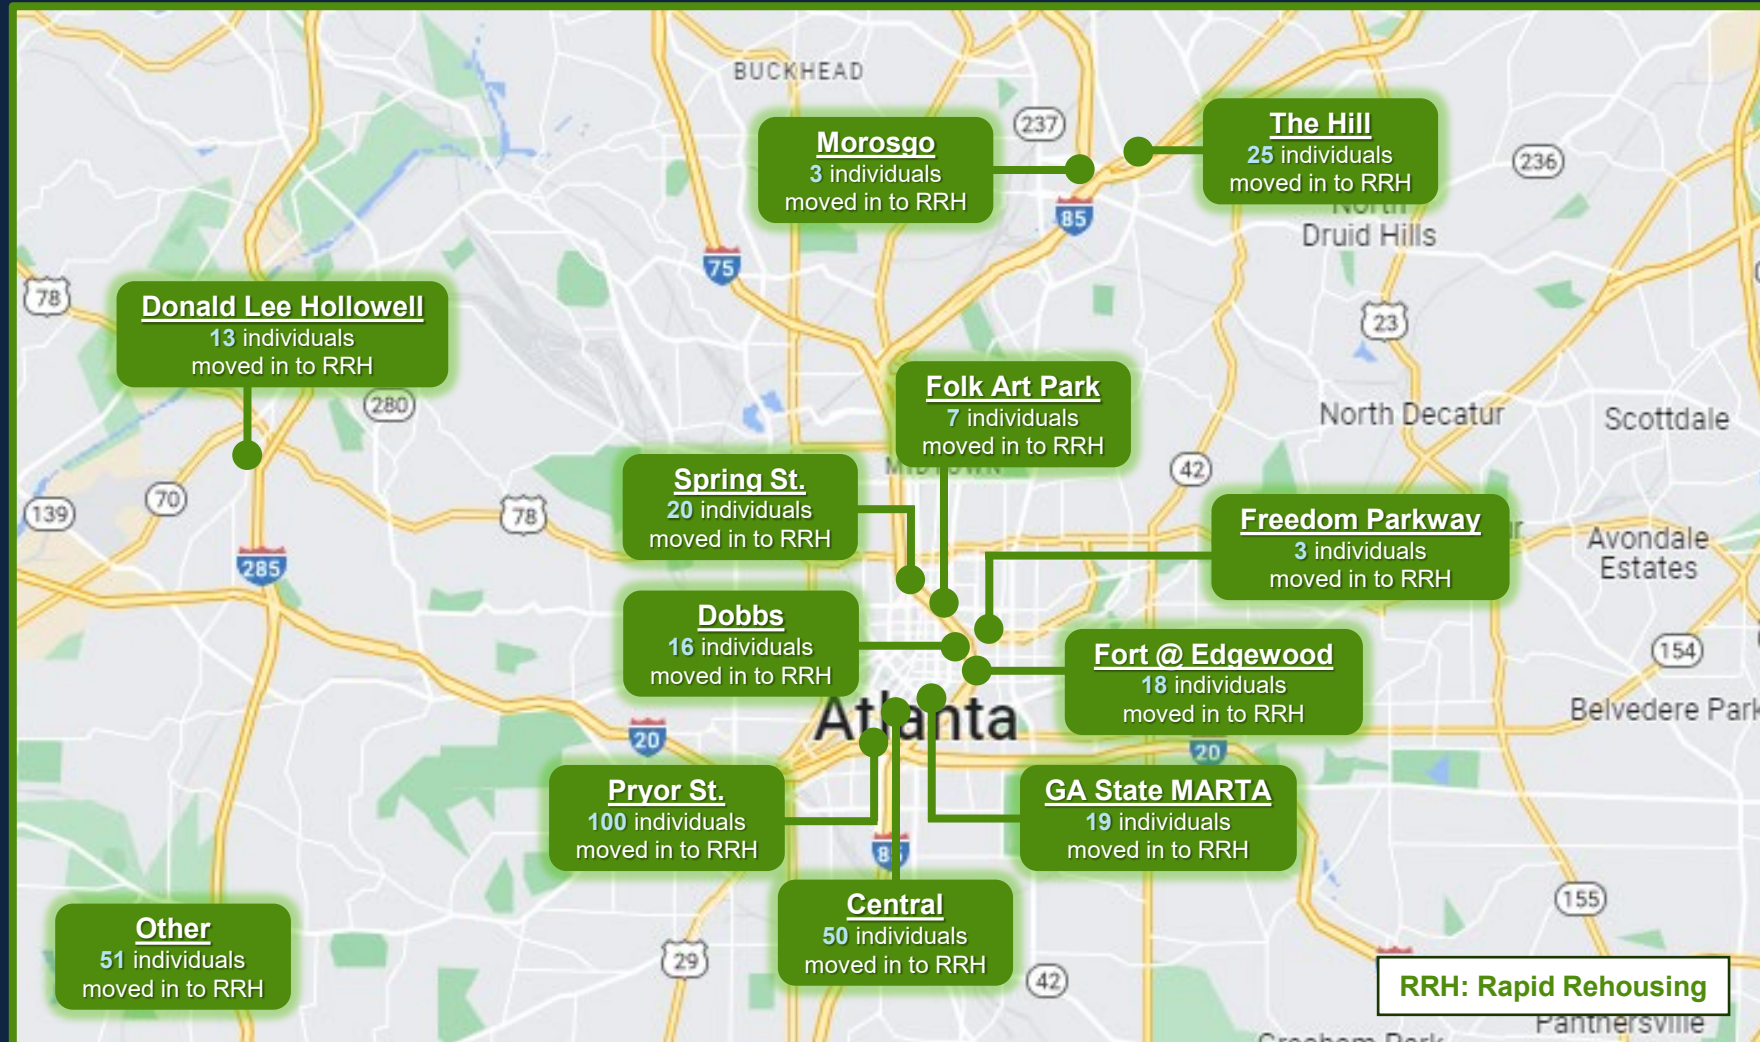 BUCKHEAD
237
Morosgo
3 individuals
moved in to RRH
The Hill
25 individuals
moved in to RRH
236
85
North
Druid Hills
75
78
Donald Lee Hollowell
13 individuals
moved in to RRH
23
280
Folk Art Park
7 individuals
moved in to RRH
North Decatur
Scottdale
MIDTOWN
42
Spring St.
20 individuals
moved in to RRH
70
139
78
Freedom Parkway
3 individuals
moved in to RRH
Avondale
Estates
285
Dobbs
16 individuals
moved in to RRH
Fort @ Edgewood
18 individuals
moved in to RRH
154
Belvedere Park
Atlanta
20
20
Pryor St.
100 individuals
moved in to RRH
GA State MARTA
19 individuals
moved in to RRH
85
Central
50 individuals
moved in to RRH
155
Other
51 individuals
moved in to RRH
29
42
RRH: Rapid Rehousing
Panthersville
Gresham Park